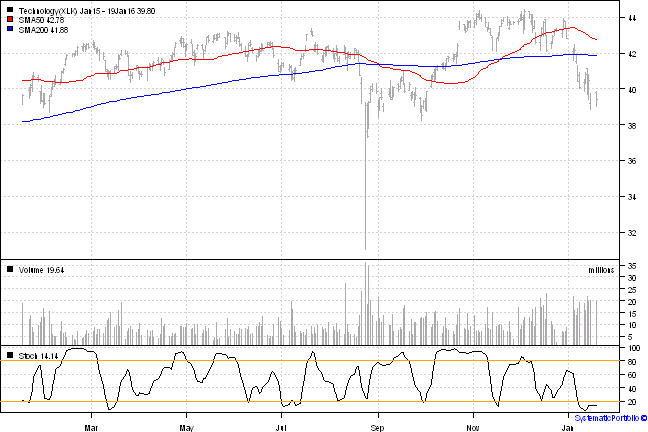 Technology(XLK) Jan15 - 19Jan16 39.80
SMA50 42.78
SMA200 41.88
44
42
40
38
36
34
32
Volume 19.64
millions
35
30
25
20
15
10
5
Stoch 14.14
100
80
60
40
20
Mar May Jul Sep Nov Jan
SystematicPortfolio ©